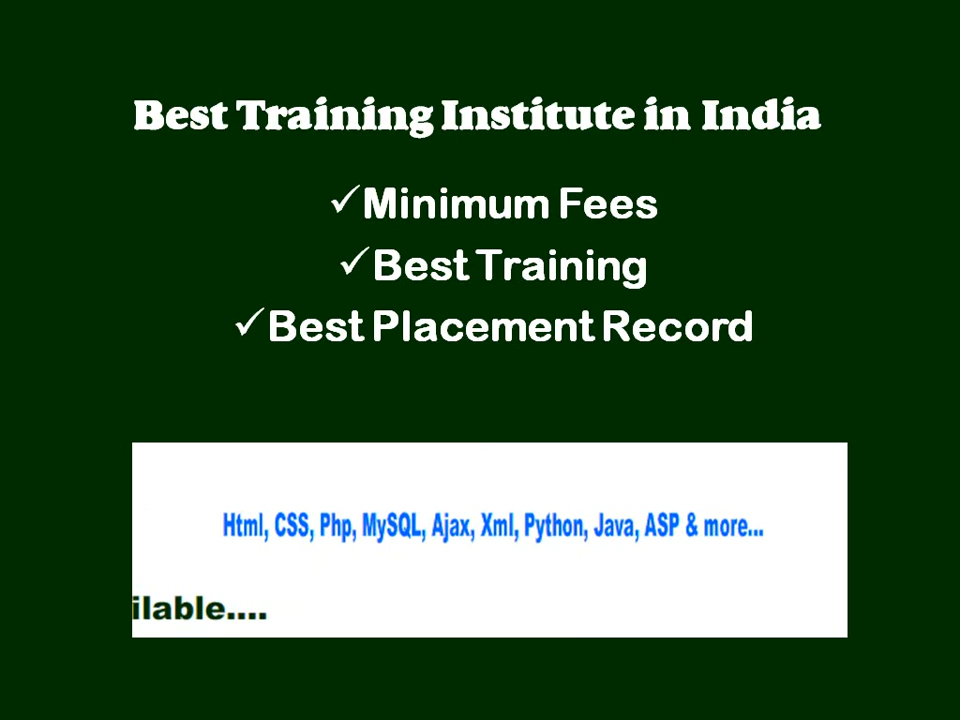 Best Training Institute in India
✓Minimum Fees
✓Best Training
✓Best Placement Record
Html, CSS, Php, MySQL, Ajax, Xml, Python, Java, ASP & more...
ilable....